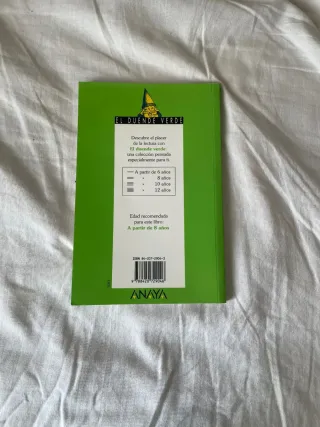 EL DUENDE VERDE
Descubre el placer
de la lectura con
El duende verde:
una colección pensada
especialmente para ti.
A partir de 6 años
" 8 años
" 10 años
" 12 años
Edad recomendada
para este libro:
A partir de 8 años
ANAYA